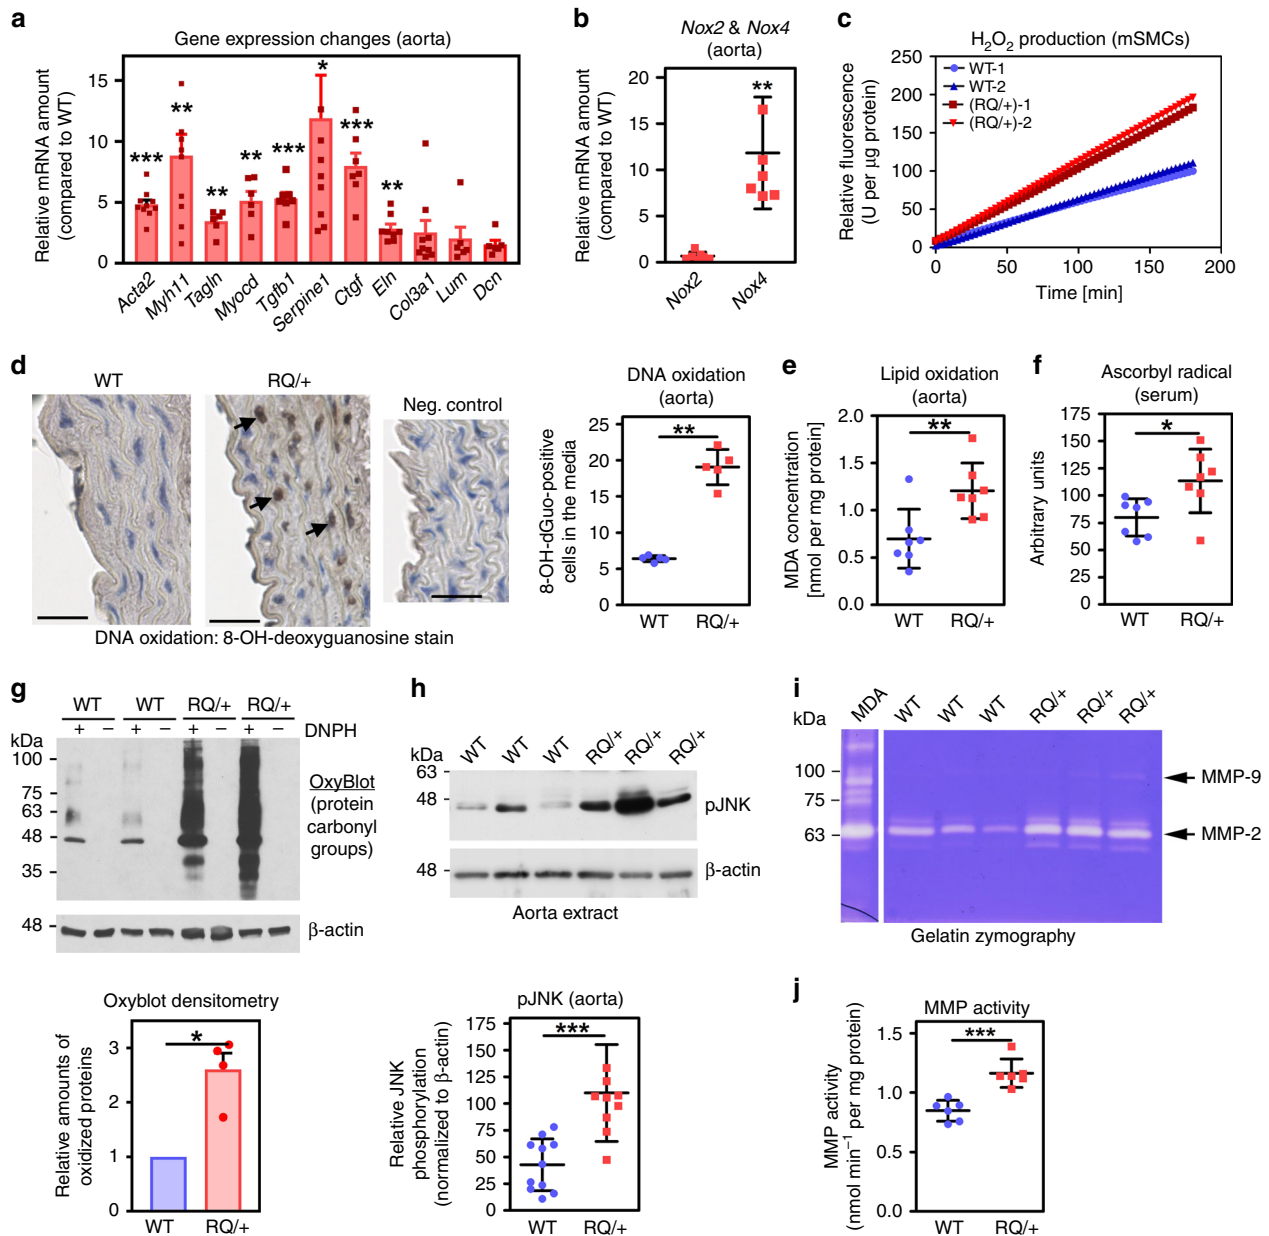 a
Gene expression changes (aorta)
Relative mRNA amount
(compared to WT)
15
10
5
0
***
**
**
**
***
*
***
**
Acta2
Myh11
Tagln
Myocd
Tgfb1
Serpine1
Ctgf
Eln
Col3a1
Lum
Dcn
b
Nox2 & Nox4
(aorta)
Relative mRNA amount
(compared to WT)
20
15
10
5
0
**
Nox2
Nox4
c
H2O2 production (mSMCs)
Relative fluorescence
(U per µg protein)
250
200
150
100
50
0
WT-1
WT-2
(RQ/+)-1
(RQ/+)-2
0
50
100
150
200
Time [min]
d
WT
RQ/+
Neg. control
DNA oxidation: 8-OH-deoxyguanosine stain
DNA oxidation
(aorta)
8-OH-dGuo-positive
cells in the media
25
20
15
10
5
0
**
WT
RQ/+
e
Lipid oxidation
(aorta)
MDA concentration
[nmol per mg protein]
2.0
1.5
1.0
0.5
0.0
**
WT
RQ/+
f
Ascorbyl radical
(serum)
Arbitrary units
175
150
125
100
75
50
25
0
*
WT
RQ/+
g
WT
WT
RQ/+
RQ/+
+
−
+
−
+
−
+
−
DNPH
kDa
100
75
63
48
35
OxyBlot
(protein
carbonyl
groups)
48
β-actin
Oxyblot densitometry
Relative amounts of
oxidized proteins
3
2
1
0
*
WT
RQ/+
h
kDa
WT
WT
WT
RQ/+
RQ/+
RQ/+
63
48
pJNK
48
β-actin
Aorta extract
pJNK (aorta)
Relative JNK
phosphorylation
(normalized to β-actin)
175
150
125
100
75
50
25
0
***
WT
RQ/+
i
kDa
MDA
WT
WT
WT
RQ/+
RQ/+
RQ/+
100
75
63
MMP-9
MMP-2
Gelatin zymography
j
MMP activity
MMP activity
(nmol min−1 per mg protein)
1.5
1.0
0.5
0.0
***
WT
RQ/+